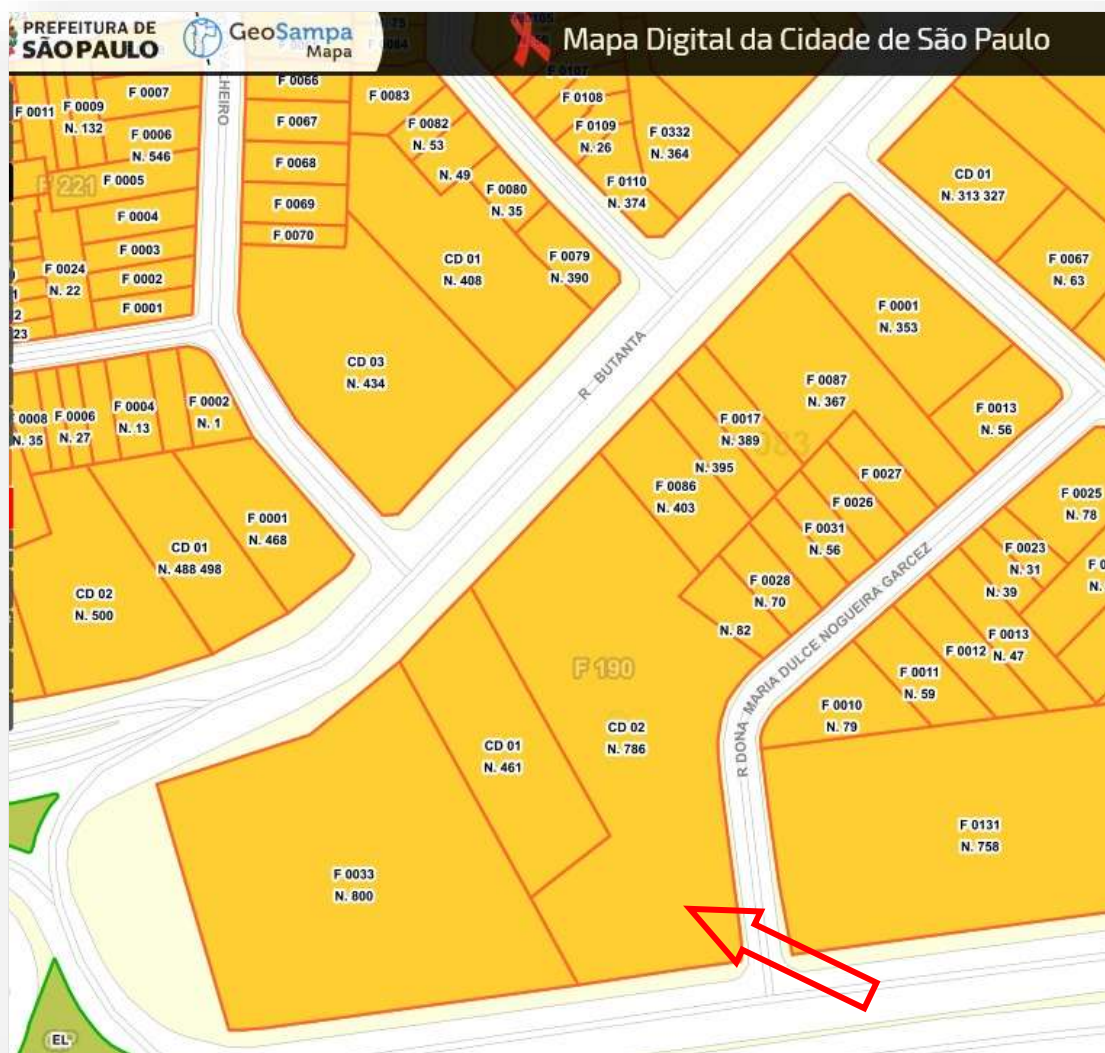 PREFEITURA DE
SÃO PAULO
GeoSampa
Mapa
Mapa Digital da Cidade de São Paulo
F 0011
F 0009
N. 132
F 0007
F 0006
N. 546
F 221
F 0005
F 0004
F 0003
F 0002
F 0001
F 0024
N. 22
23
F 0066
F 0067
F 0068
F 0069
F 0070
F 0083
F 0082
N. 53
N. 49
F 0080
N. 35
F 0079
N. 390
CD 01
N. 408
CD 03
N. 434
F 0107
F 0108
F 0109
N. 26
F 0110
N. 374
F 0332
N. 364
CD 01
N. 313 327
F 0067
N. 63
R BUTANTA
F 0001
N. 353
F 0087
N. 367
F 0013
N. 56
F 0017
N. 389
N. 395
F 0086
N. 403
F 0027
F 0026
F 0031
N. 56
F 0028
N. 70
N. 82
0008
N. 35
F 0006
N. 27
F 0004
N. 13
F 0002
N. 1
F 0001
N. 468
CD 01
N. 488 498
CD 02
N. 500
F 0025
N. 78
F 0023
N. 31
N. 39
F 0013
N. 47
F 0012
F 0011
N. 59
F 0010
N. 79
R DONA MARIA DULCE NOGUEIRA GARCEZ
F 190
CD 02
N. 786
CD 01
N. 461
F 0033
N. 800
F 0131
N. 758
EL